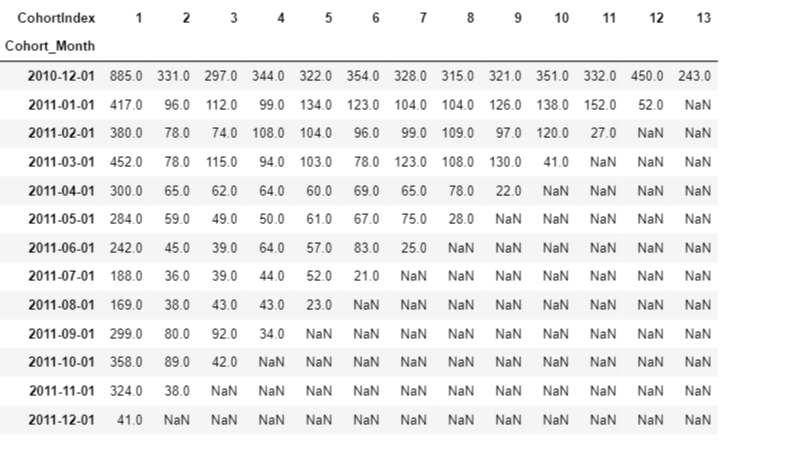 CohortIndex 1 2 3 4 5 6 7 8 9 10 11 12 13
Cohort_Month
2010-12-01 885.0 331.0 297.0 344.0 322.0 354.0 328.0 315.0 321.0 351.0 332.0 450.0 243.0
2011-01-01 417.0 96.0 112.0 99.0 134.0 123.0 104.0 104.0 126.0 138.0 152.0 52.0 NaN
2011-02-01 380.0 78.0 74.0 108.0 104.0 96.0 99.0 109.0 97.0 120.0 27.0 NaN NaN
2011-03-01 452.0 78.0 115.0 94.0 103.0 78.0 123.0 108.0 130.0 41.0 NaN NaN NaN
2011-04-01 300.0 65.0 62.0 64.0 60.0 69.0 65.0 78.0 22.0 NaN NaN NaN NaN
2011-05-01 284.0 59.0 49.0 50.0 61.0 67.0 75.0 28.0 NaN NaN NaN NaN NaN
2011-06-01 242.0 45.0 39.0 64.0 57.0 83.0 25.0 NaN NaN NaN NaN NaN NaN
2011-07-01 188.0 36.0 39.0 44.0 52.0 21.0 NaN NaN NaN NaN NaN NaN NaN
2011-08-01 169.0 38.0 43.0 43.0 23.0 NaN NaN NaN NaN NaN NaN NaN NaN
2011-09-01 299.0 80.0 92.0 34.0 NaN NaN NaN NaN NaN NaN NaN NaN NaN
2011-10-01 358.0 89.0 42.0 NaN NaN NaN NaN NaN NaN NaN NaN NaN NaN
2011-11-01 324.0 38.0 NaN NaN NaN NaN NaN NaN NaN NaN NaN NaN NaN
2011-12-01 41.0 NaN NaN NaN NaN NaN NaN NaN NaN NaN NaN NaN NaN